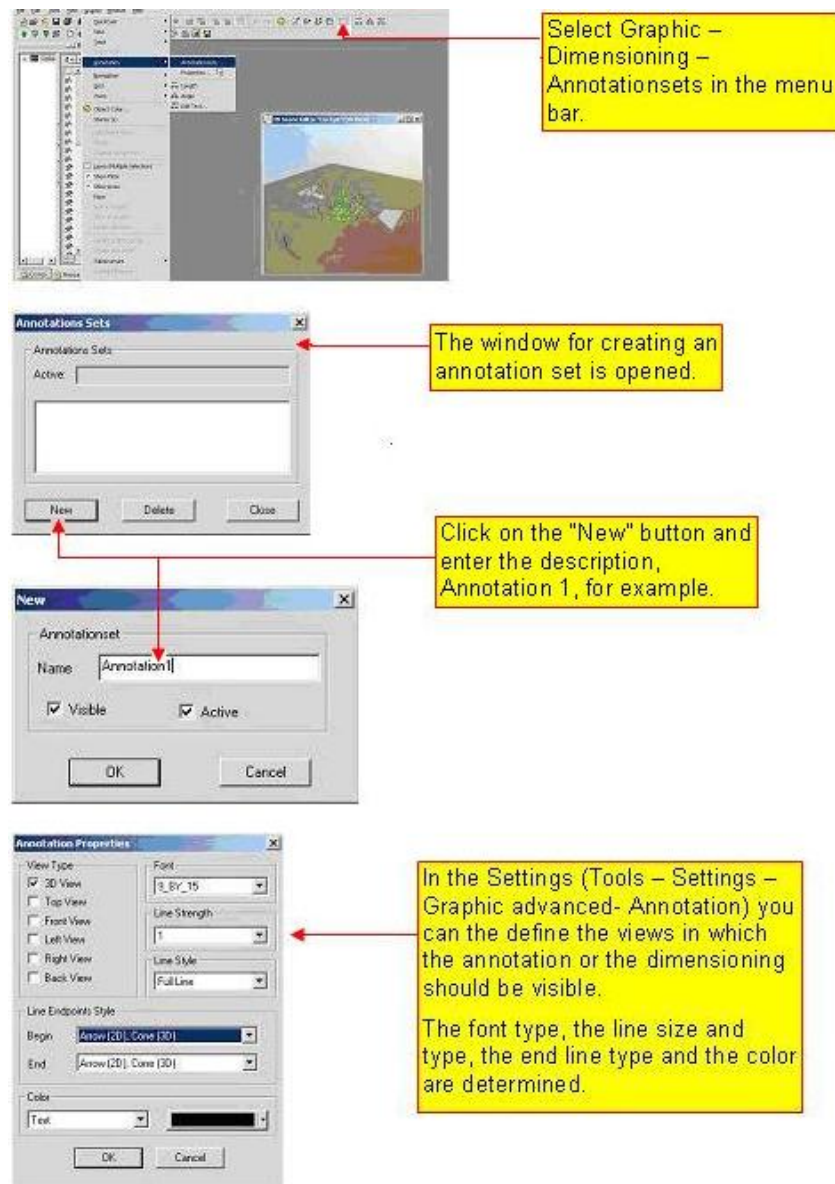 Select Graphic –
Dimensioning –
Annotationsets in the menu
bar.
Annotations Sets
Annotations Sets
Active:
The window for creating an
annotation set is opened.
New Delete Close
Click on the "New" button and
enter the description,
Annotation 1, for example.
New
Annotationset
Name Annotation1
Visible Active
OK Cancel
Annotation Properties
View Type
3D View
Top View
Front View
Left View
Right View
Back View
Font
9_BY_15
Line Strength
1
Line Style
Full Line
Line Endpoints Style
Begin Arrow (2D), Cone (3D)
End Arrow (2D), Cone (3D)
Color
Text
OK Cancel
In the Settings (Tools – Settings –
Graphic advanced- Annotation) you
can the define the views in which
the annotation or the dimensioning
should be visible.
The font type, the line size and
type, the end line type and the color
are determined.